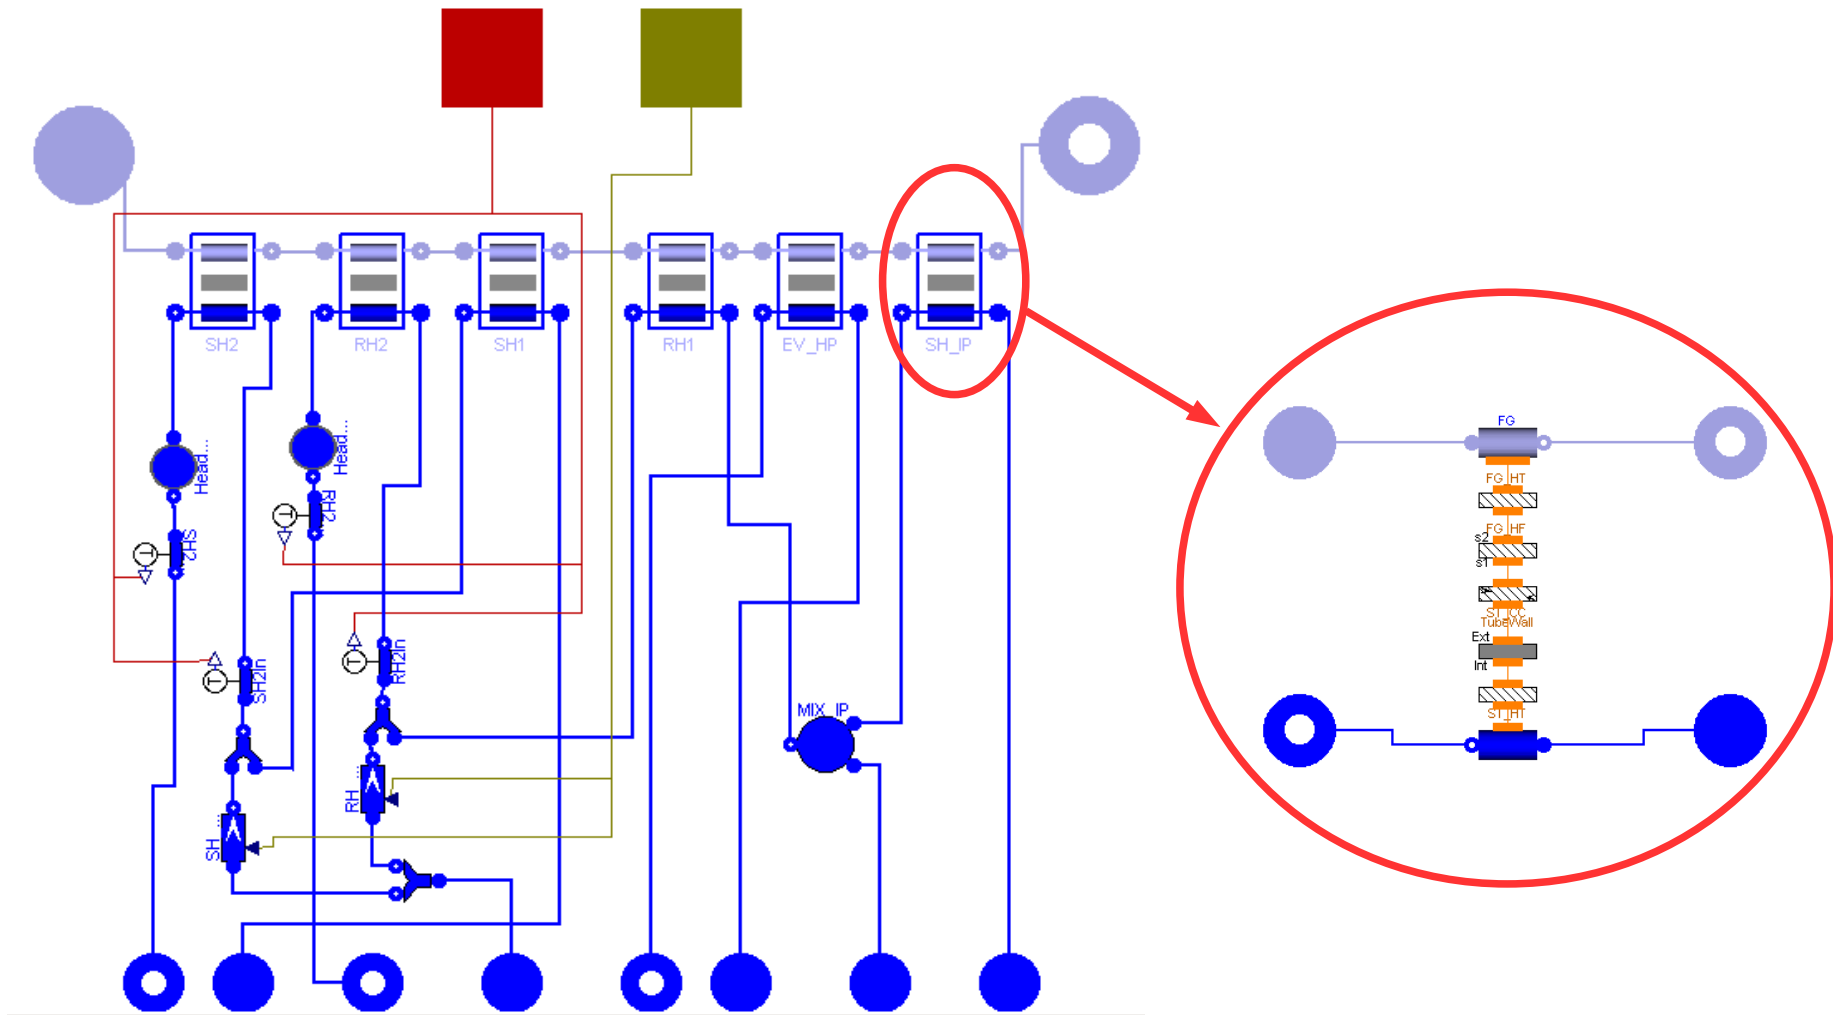 SH2
RH2
SH1
RH1
EV_HP
SH_IP
Head...
Head...
RH2
T
SH2
T
RH2In
T
SH2In
T
MIX_IP
RH
...
SH
...
FG
FG_HT
FG_HF
s2
s1
ST_CC
TubeWall
Ext
Int
ST_HT